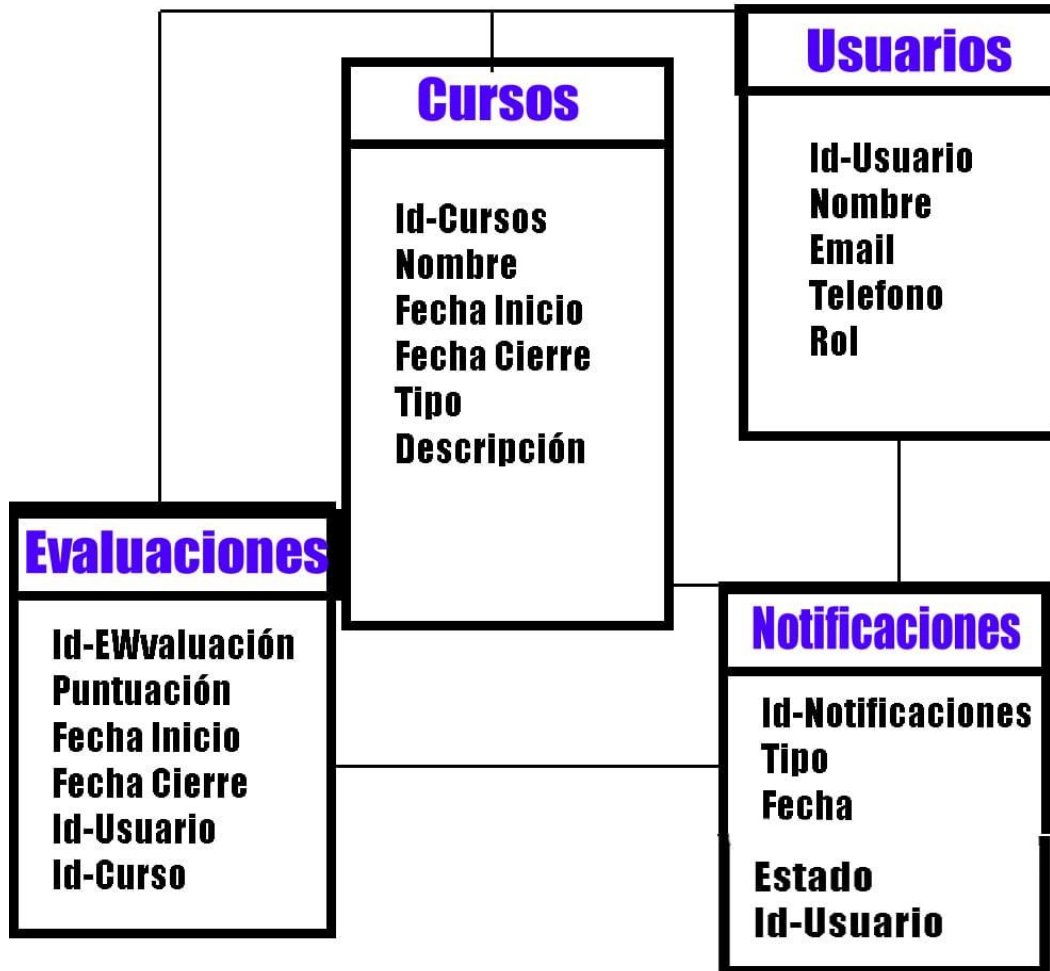 Usuarios
Id-Usuario
Nombre
Email
Telefono
Rol
Cursos
Id-Cursos
Nombre
Fecha Inicio
Fecha Cierre
Tipo
Descripción
Evaluaciones
Id-EWvaluación
Puntuación
Fecha Inicio
Fecha Cierre
Id-Usuario
Id-Curso
Notificaciones
Id-Notificaciones
Tipo
Fecha
Estado
Id-Usuario